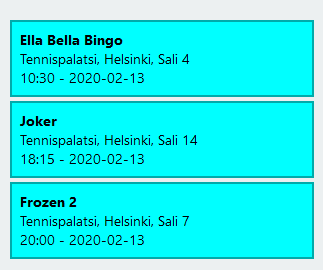 Ella Bella Bingo
Tennispalatsi, Helsinki, Sali 4
10:30 - 2020-02-13
Joker
Tennispalatsi, Helsinki, Sali 14
18:15 - 2020-02-13
Frozen 2
Tennispalatsi, Helsinki, Sali 7
20:00 - 2020-02-13